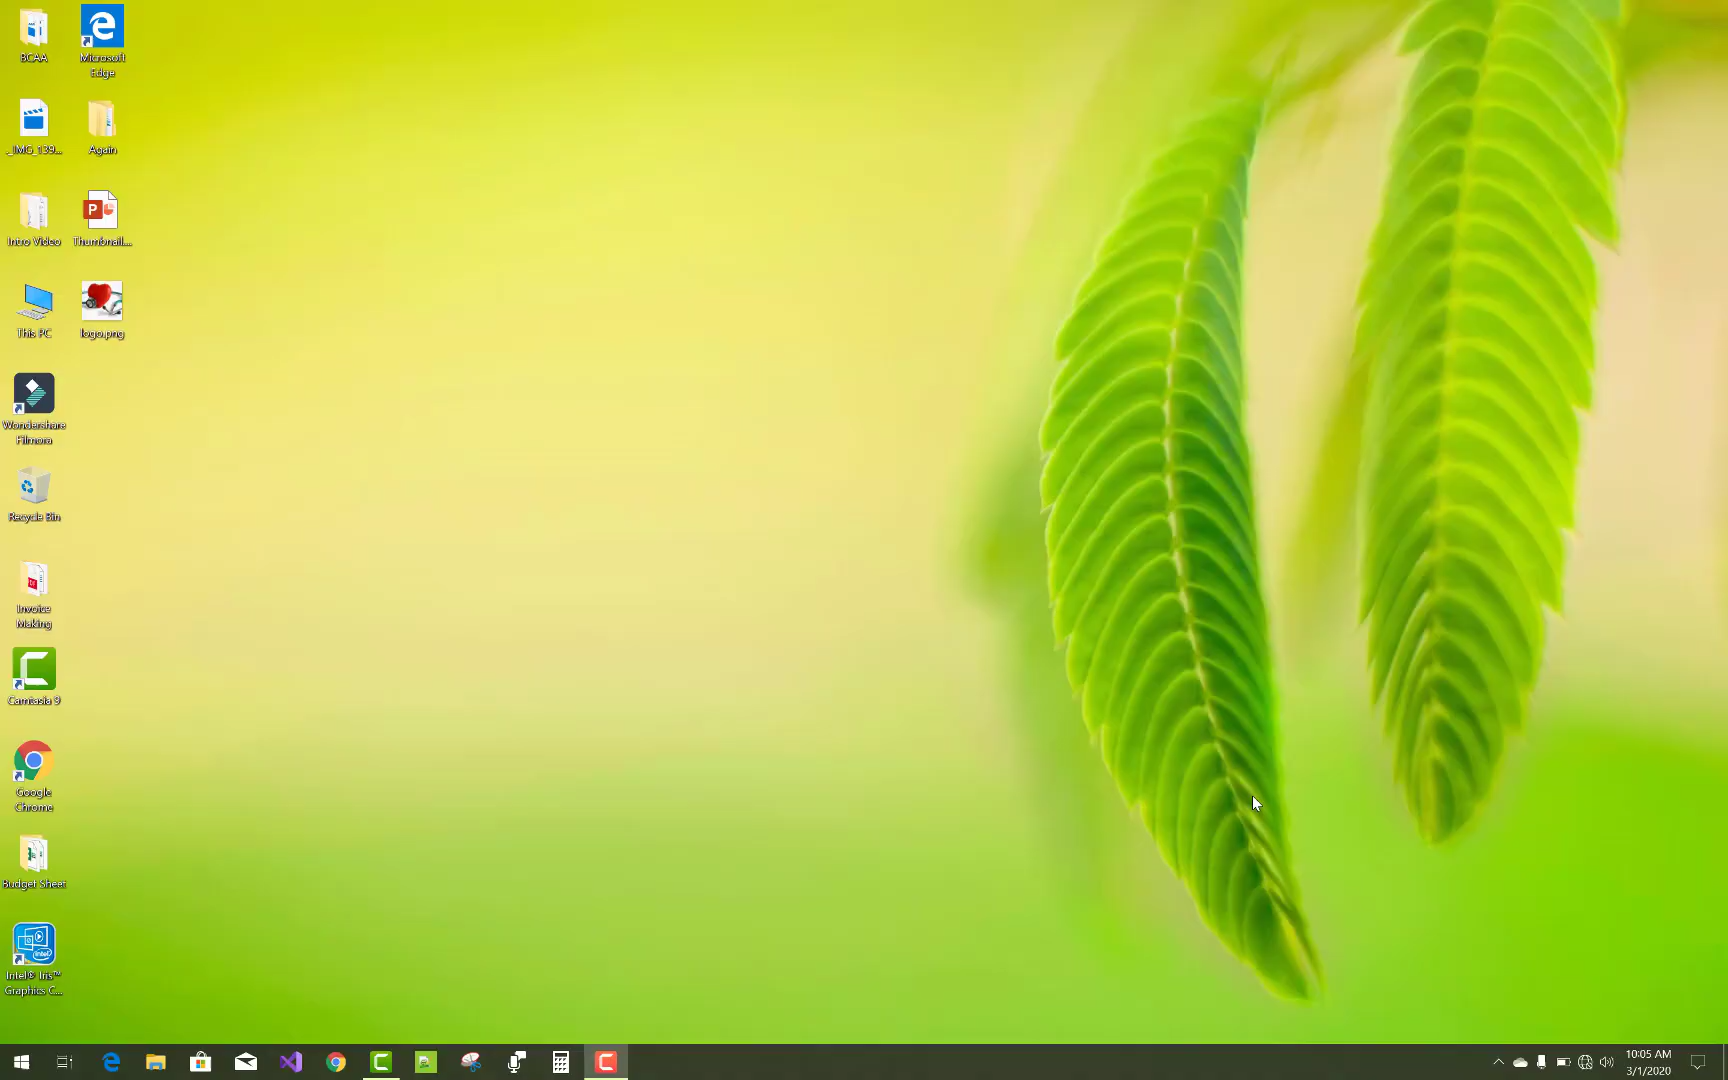 BCAA
Microsoft
Edge
._IMG_139...
Again
Intro Video
Thumbnail....
This PC
logo.png
Wondershare
Filmora
Recycle Bin
Invoice
Making
Camtasia 9
Google
Chrome
Budget Sheet
Intel® Iris™
Graphics C...
10:05 AM
3/1/2020